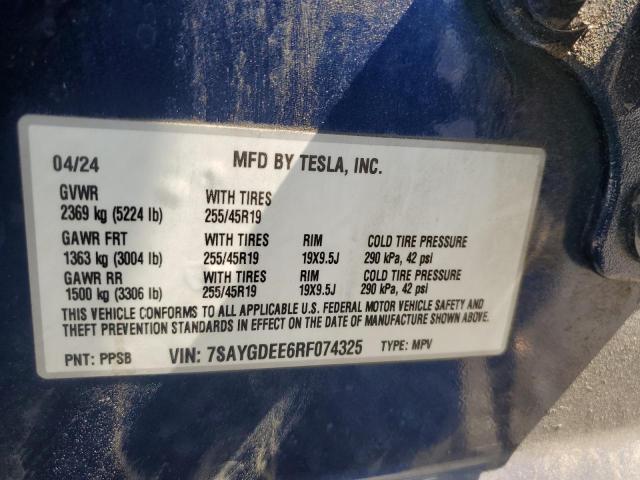 04/24 MFD BY TESLA, INC.
GVWR WITH TIRES
2369 kg (5224 lb) 255/45R19
GAWR FRT WITH TIRES RIM COLD TIRE PRESSURE
1363 kg (3004 lb) 255/45R19 19X9.5J 290 kPa, 42 psi
GAWR RR WITH TIRES RIM COLD TIRE PRESSURE
1500 kg (3306 lb) 255/45R19 19X9.5J 290 kPa, 42 psi
THIS VEHICLE CONFORMS TO ALL APPLICABLE U.S. FEDERAL MOTOR VEHICLE SAFETY AND
THEFT PREVENTION STANDARDS IN EFFECT ON THE DATE OF MANUFACTURE SHOWN ABOVE.
PNT: PPSB VIN: 7SAYGDEE6RF074325 TYPE: MPV